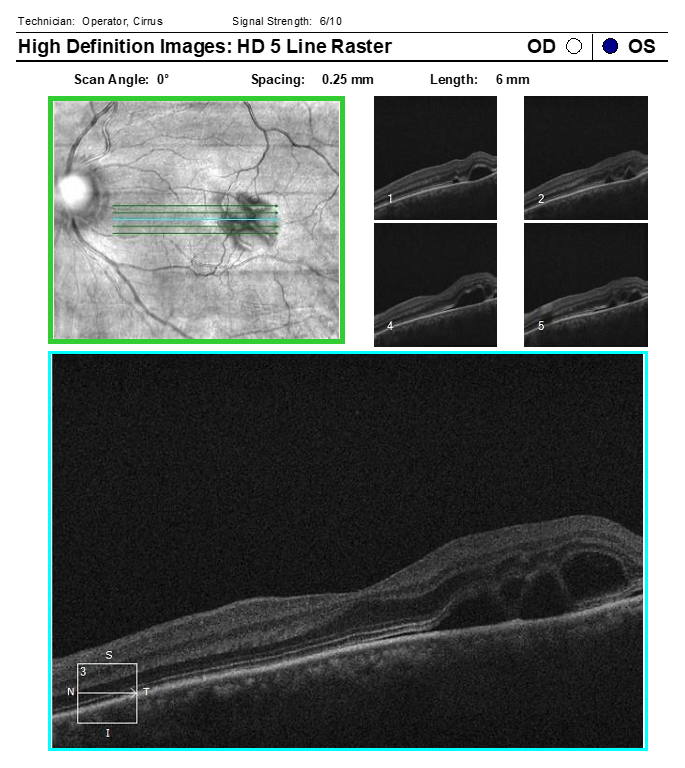 Technician: Operator, Cirrus Signal Strength: 6/10
High Definition Images: HD 5 Line Raster OD OS
Scan Angle: 0° Spacing: 0.25 mm Length: 6 mm
1 2
4 5
S
3
N T
I